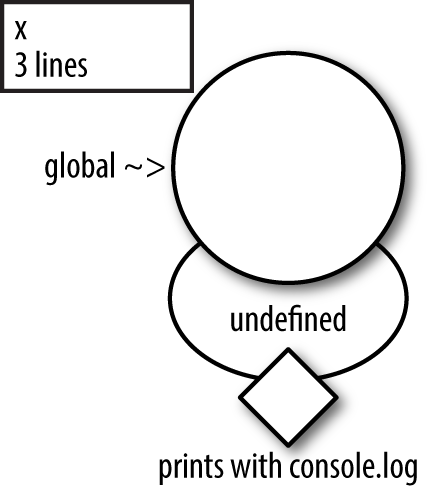 x
3 lines
global ~>
undefined
prints with console.log